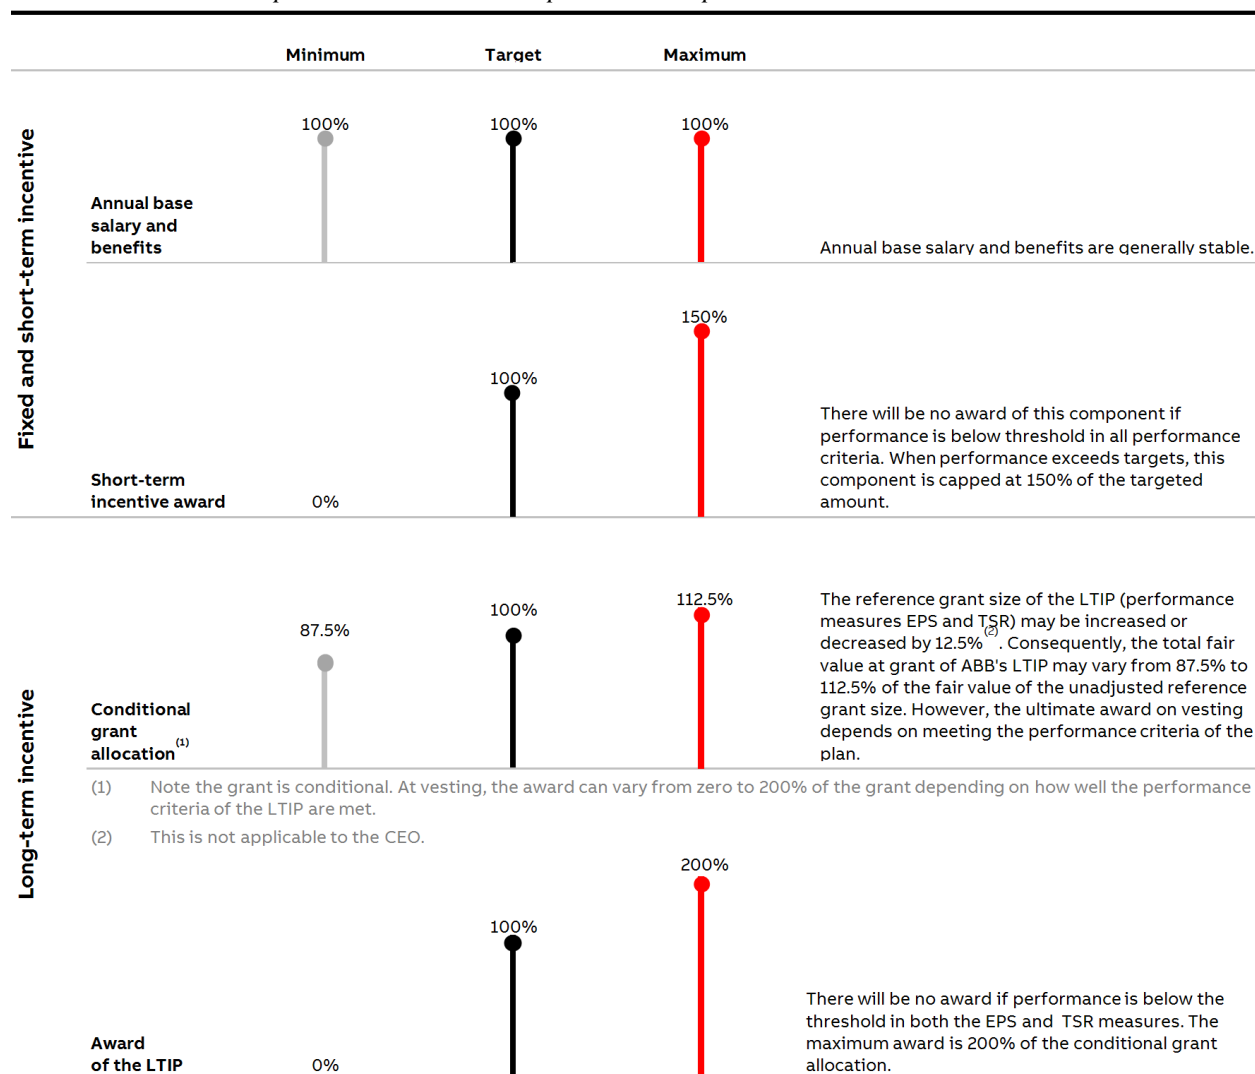 Minimum Target Maximum
Fixed and short-term incentive
100% 100% 100%
Annual base
salary and
benefits
Annual base salary and benefits are generally stable.
150%
100%
Short-term
incentive award
0%
There will be no award of this component if
performance is below threshold in all performance
criteria. When performance exceeds targets, this
component is capped at 150% of the targeted
amount.
Long-term incentive
87.5%
100%
112.5%
Conditional
grant
allocation(1)
The reference grant size of the LTIP (performance
measures EPS and TSR) may be increased or
decreased by 12.5%(2). Consequently, the total fair
value at grant of ABB's LTIP may vary from 87.5% to
112.5% of the fair value of the unadjusted reference
grant size. However, the ultimate award on vesting
depends on meeting the performance criteria of the
plan.
(1) Note the grant is conditional. At vesting, the award can vary from zero to 200% of the grant depending on how well the performance
criteria of the LTIP are met.
(2) This is not applicable to the CEO.
200%
100%
Award
of the LTIP
0%
There will be no award if performance is below the
threshold in both the EPS and TSR measures. The
maximum award is 200% of the conditional grant
allocation.